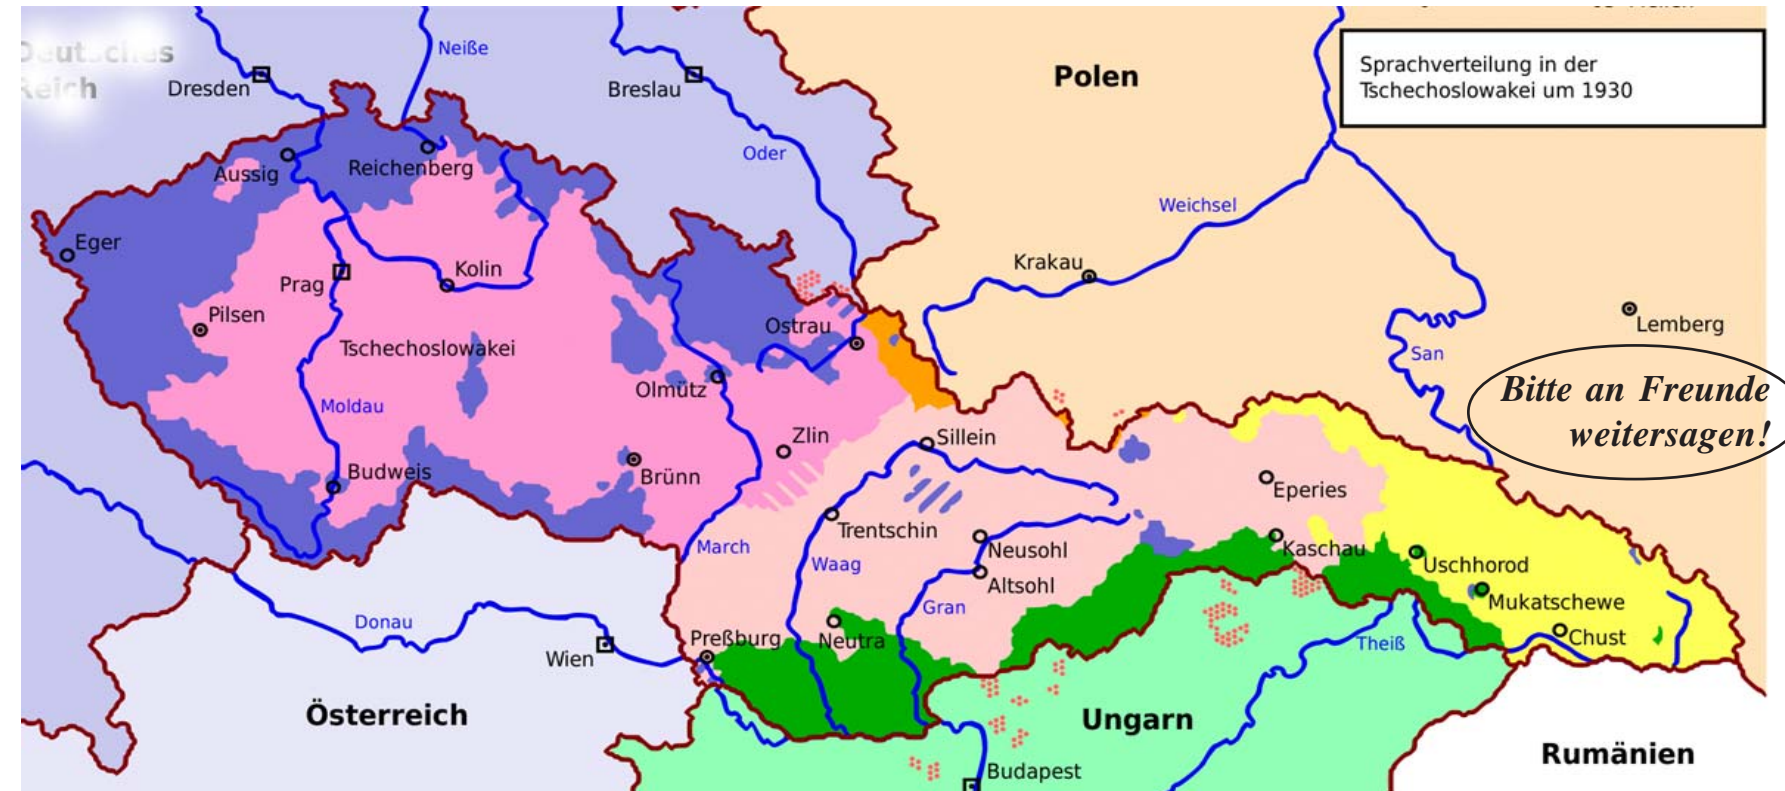 Deutsches
Reich
Neiße
Dresden
Breslau
Polen
Sprachverteilung in der
Tschechoslowakei um 1930
Oder
Aussig
Reichenberg
Weichsel
Eger
Prag
Kolin
Krakau
Pilsen
Ostrau
Lemberg
Tschechoslowakei
San
Olmütz
Moldau
Bitte an Freunde
weitersagen!
Zlin
Sillein
Budweis
Brünn
Eperies
Trentschin
March
Waag
Neusohl
Kaschau
Altsohl
Uschhorod
Gran
Mukatschewe
Donau
Preßburg
Neutra
Theiß
Chust
Wien
Österreich
Ungarn
Rumänien
Budapest